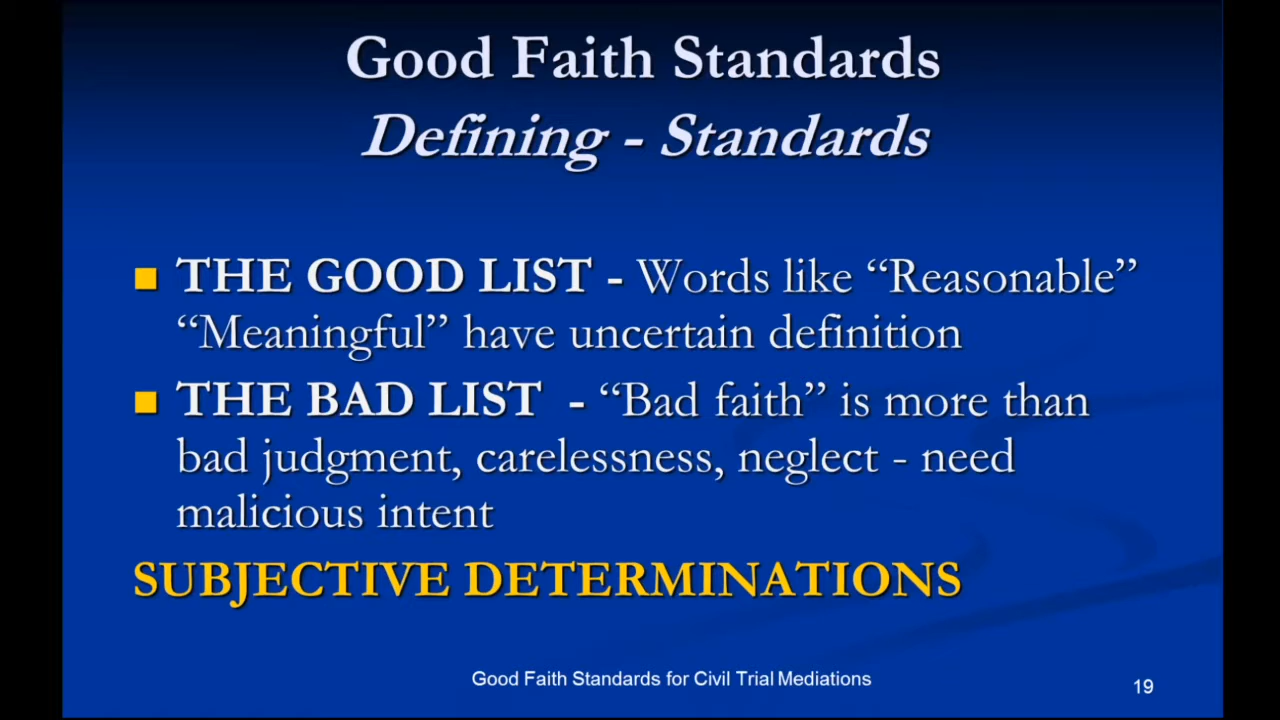 Good Faith Standards
Defining - Standards
THE GOOD LIST - Words like “Reasonable”
“Meaningful” have uncertain definition
THE BAD LIST - “Bad faith” is more than
bad judgment, carelessness, neglect - need
malicious intent
SUBJECTIVE DETERMINATIONS
Good Faith Standards for Civil Trial Mediations
19